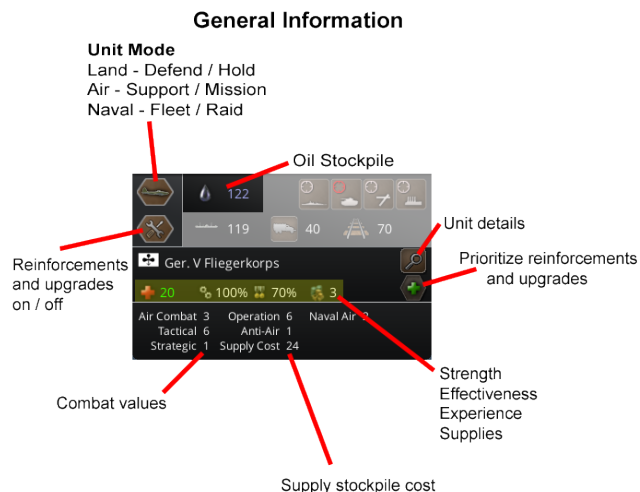 General Information
Unit Mode
Land - Defend / Hold
Air - Support / Mission
Naval - Fleet / Raid
Oil Stockpile
122
119 40 70
Unit details
Prioritize reinforcements
and upgrades
Reinforcements
and upgrades
on / off
Ger. V Fliegerkorps
20 100% 70% 3
Air Combat 3 Operation 6 Naval Air
Tactical 6 Anti-Air 1
Strategic 1 Supply Cost 24
Combat values
Strength
Effectiveness
Experience
Supplies
Supply stockpile cost